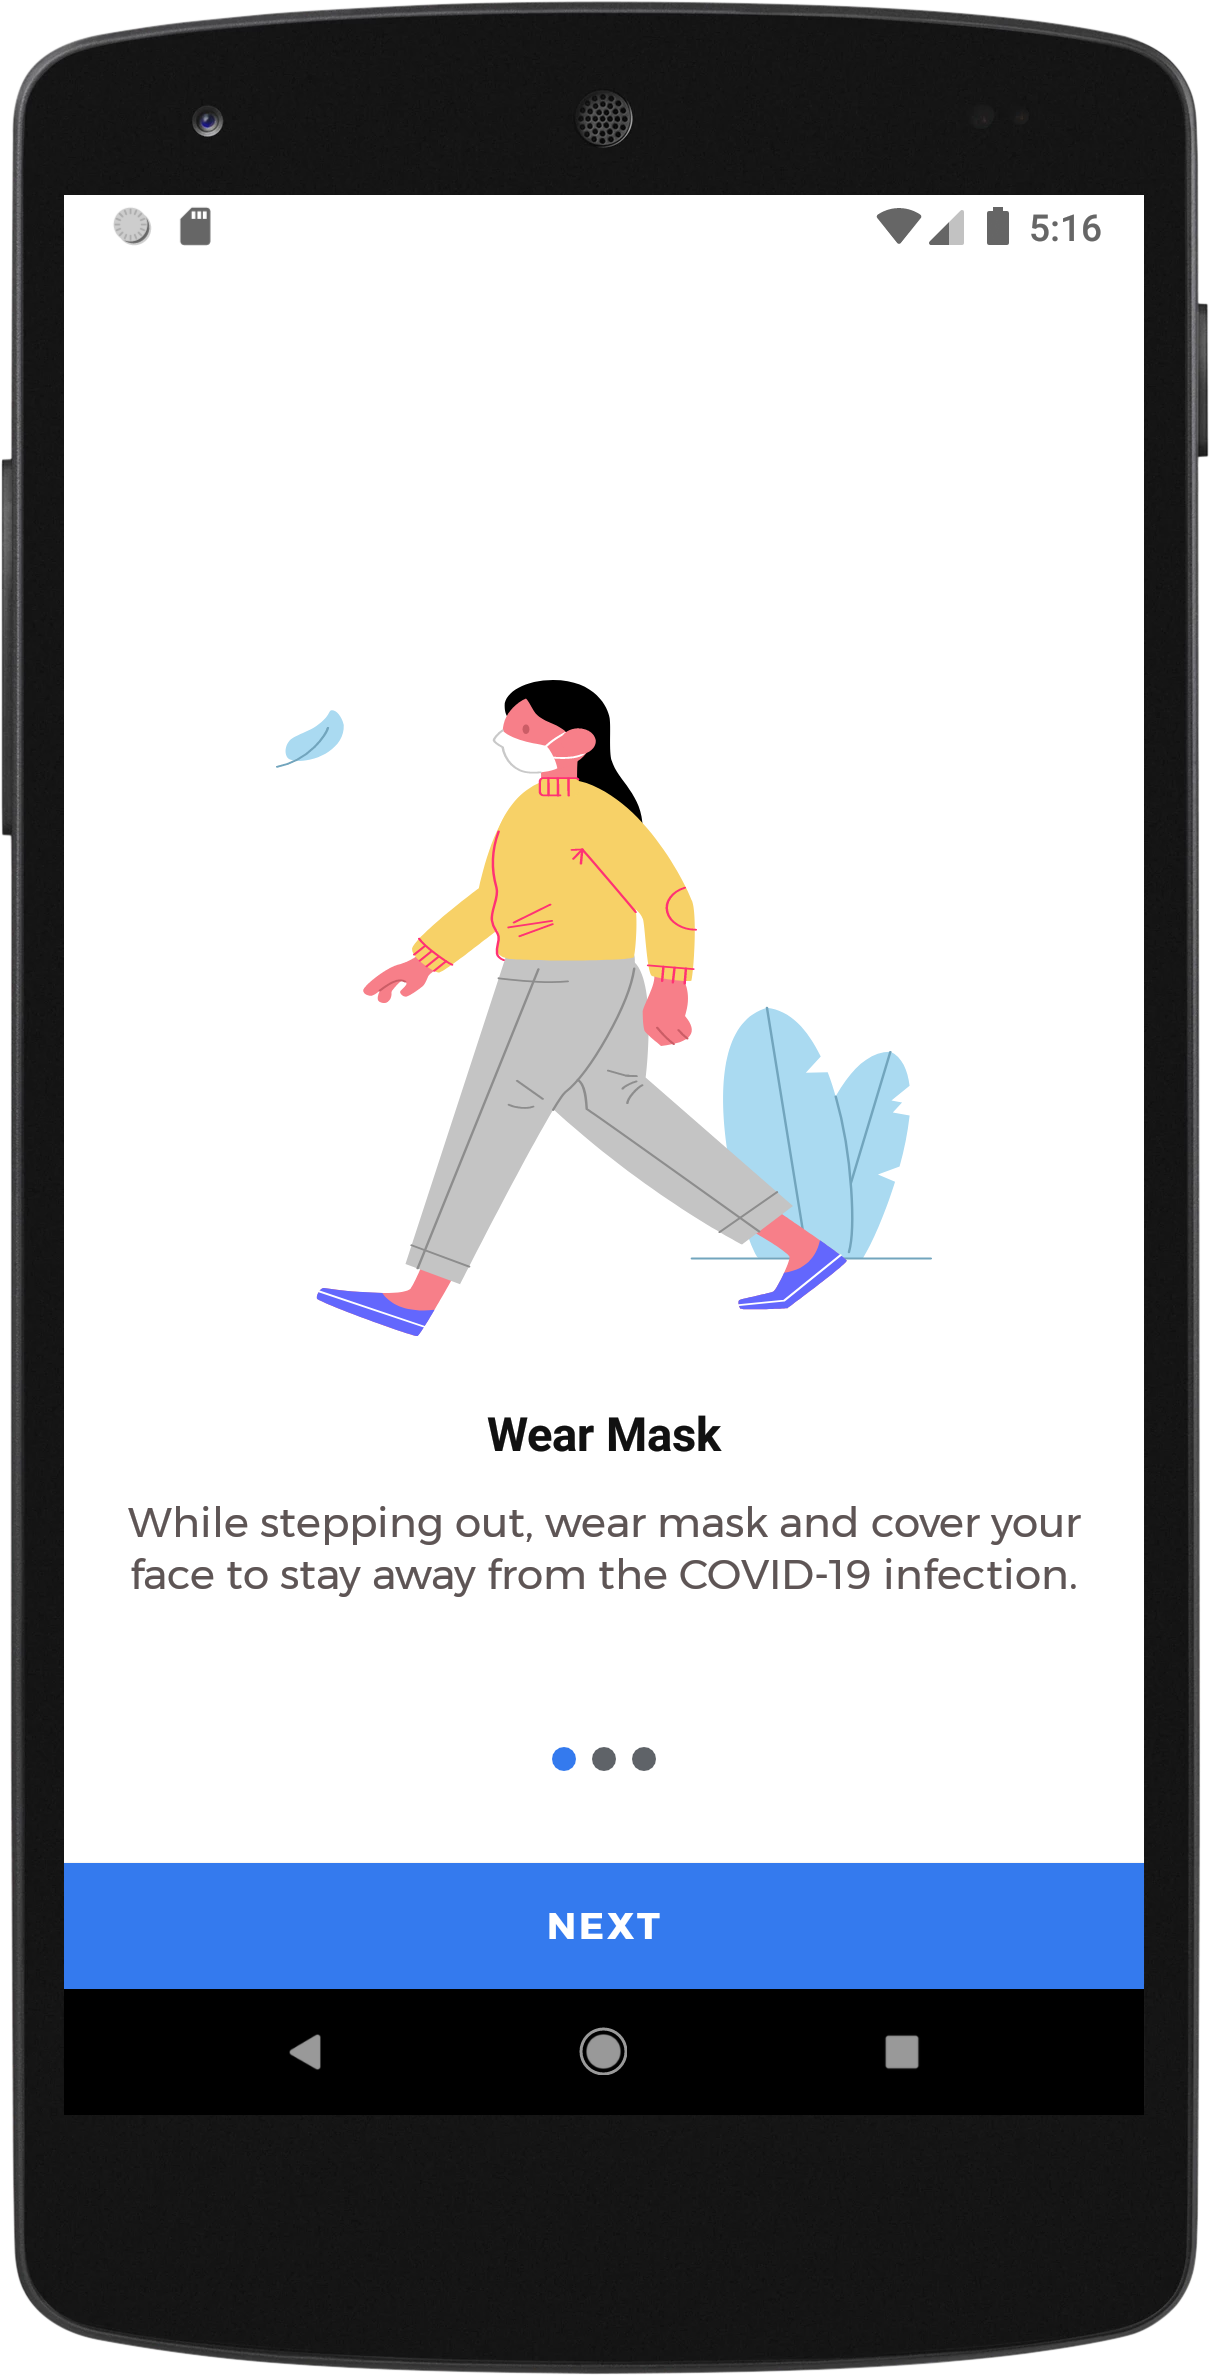 5:16
Wear Mask
While stepping out, wear mask and cover your
face to stay away from the COVID-19 infection.
NEXT